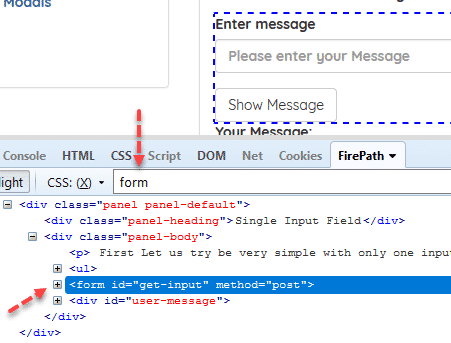 Modals
Enter message
Please enter your Message
Show Message
Your Message:
Console HTML CSS Script DOM Net Cookies FirePath
light CSS: (X) form
<div class="panel panel-default">
<div class="panel-heading">Single Input Field</div>
<div class="panel-body">
<p> First Let us try be very simple with only one input
<ul>
<form id="get-input" method="post">
<div id="user-message">
</div>
</div>